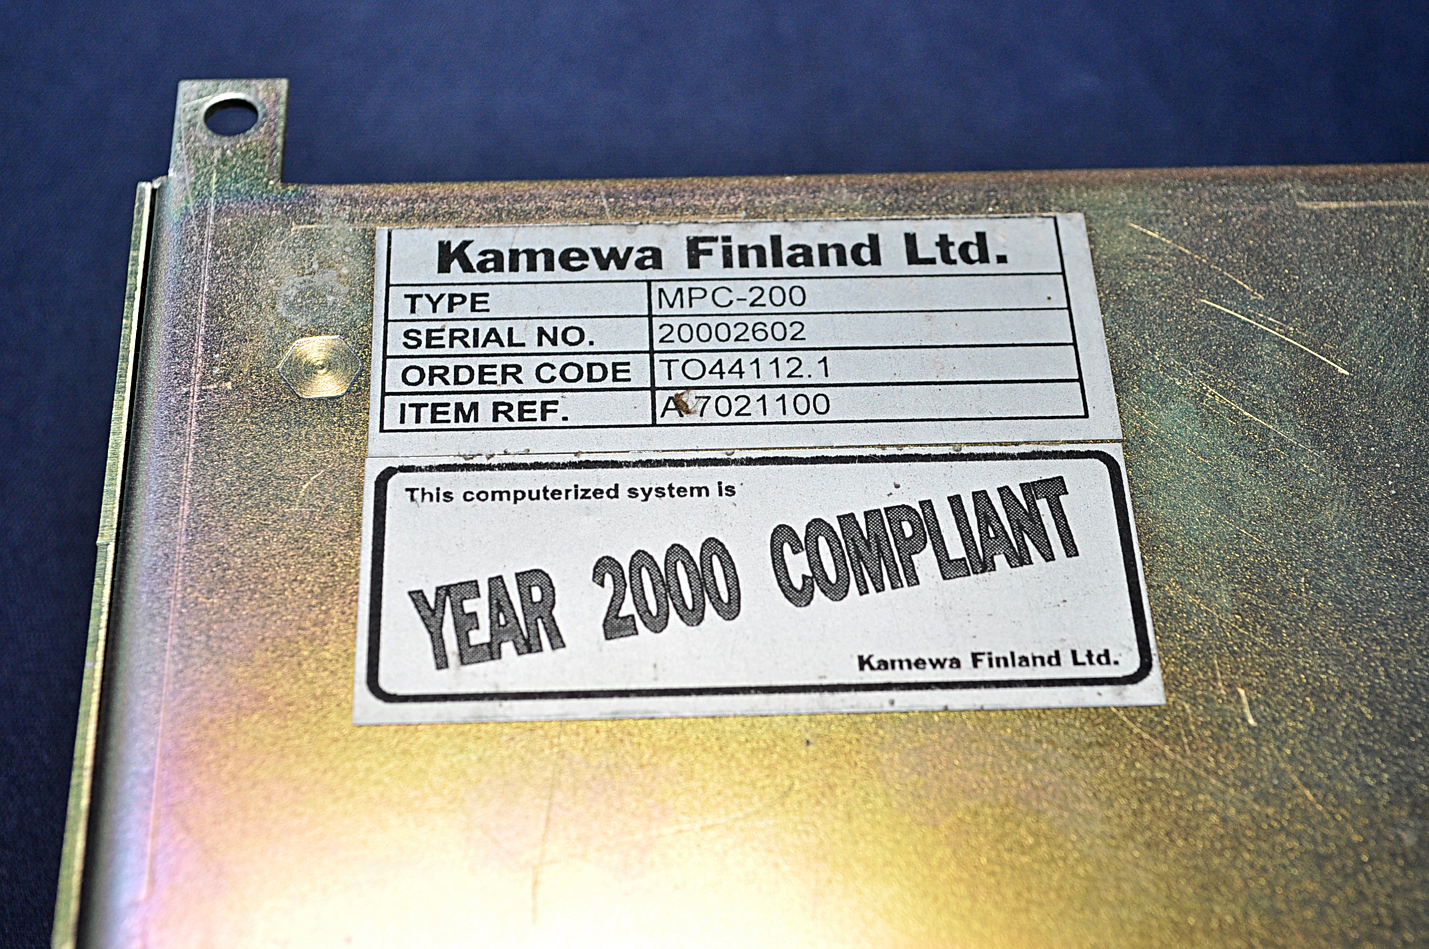 Kamewa Finland Ltd.
TYPE MPC-200
SERIAL NO. 20002602
ORDER CODE TO44112.1
ITEM REF. A 7021100
This computerized system is
YEAR 2000 COMPLIANT
Kamewa Finland Ltd.